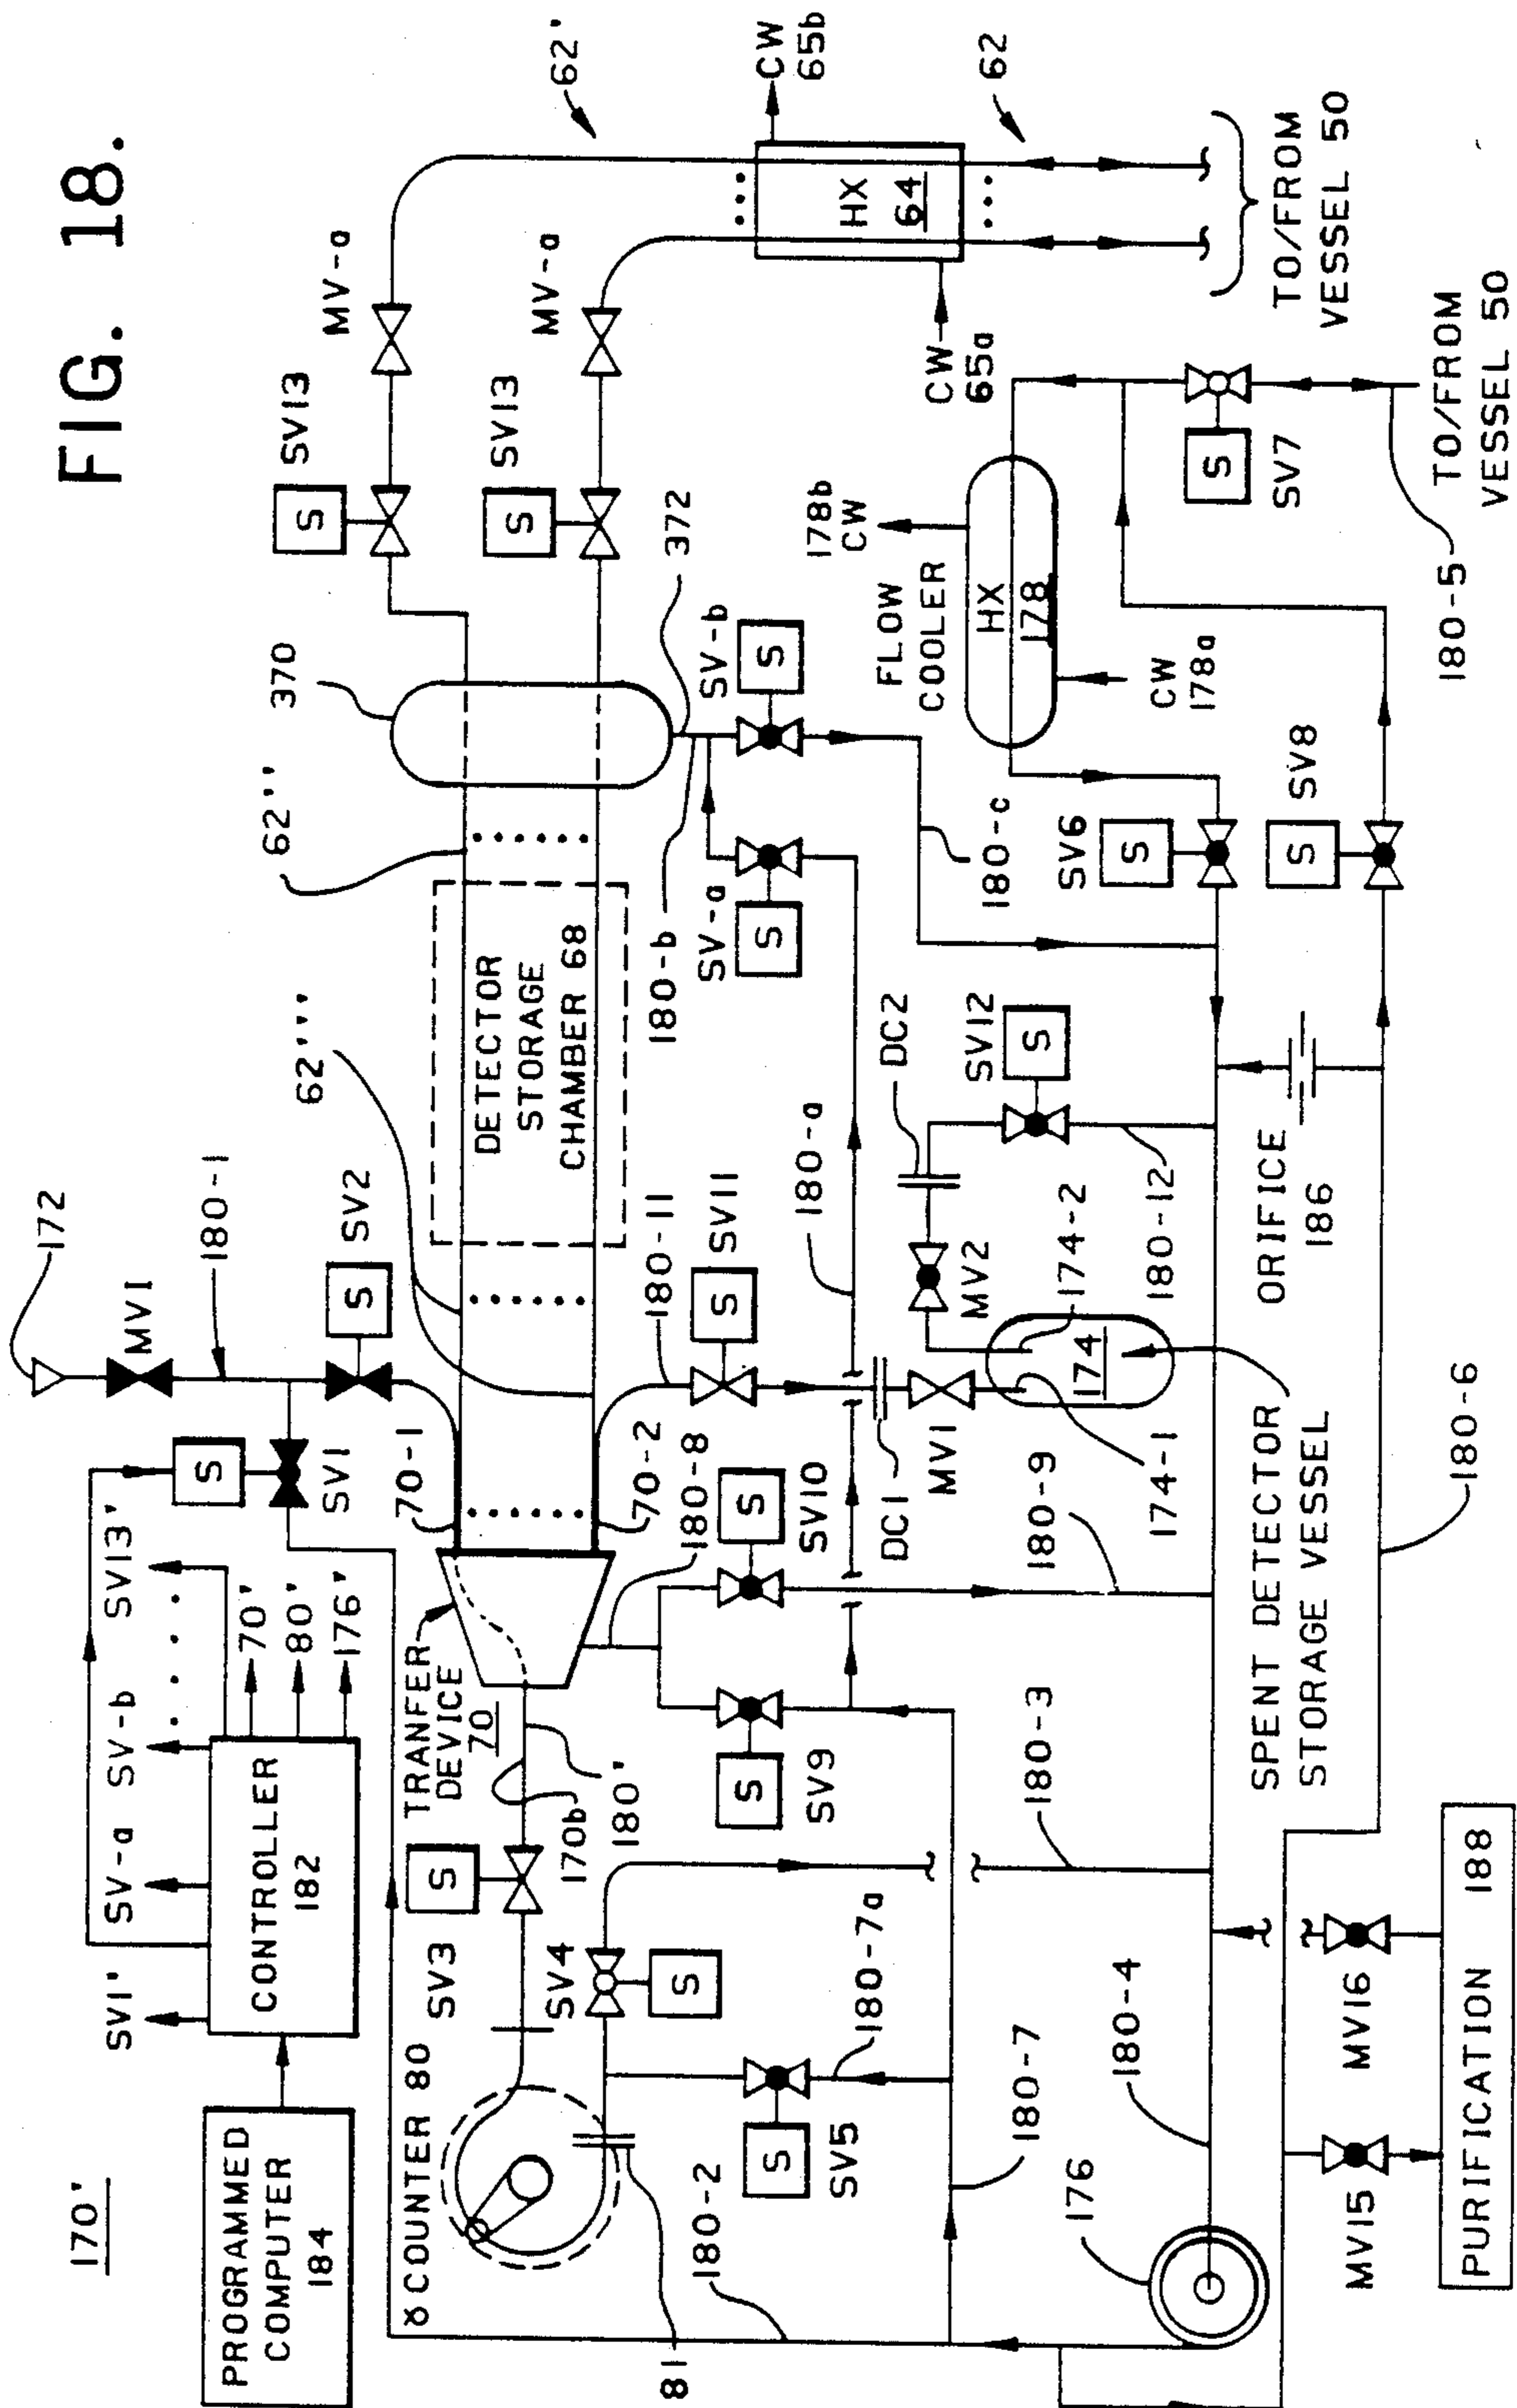 FIG. 18.
170'
PROGRAMMED
COMPUTER
184
CONTROLLER
182
SV1'
SV-a
SV-b
SV13'
70'
80'
176'
172
MV1
180-1
SV2
S
SV1
S
ɣ COUNTER 80
81
SV3
S
SV4
S
170b
180'
TRANFER
DEVICE
70
70-1
70-2
62'''
DETECTOR
STORAGE
CHAMBER 68
62''
370
372
SV13
S
SV13
S
MV-a
MV-a
62'
CW
65b
HX
64
CW
65a
62
TO/FROM
VESSEL 50
180-2
SV5
S
180-7a
180-7
180-8
SV9
S
SV10
S
180-9
180-11
SV11
S
DC1
MV1
174-1
174
174-2
MV2
DC2
SV12
S
180-12
180-a
SV-a
S
180-b
SV-b
S
180-c
FLOW
COOLER
HX
178
178b
CW
CW
178a
SV6
S
SV8
S
SV7
S
180-5
TO/FROM
VESSEL 50
176
180-4
180-3
SPENT DETECTOR
STORAGE VESSEL
ORIFICE
186
180-6
MV15
MV16
PURIFICATION 188